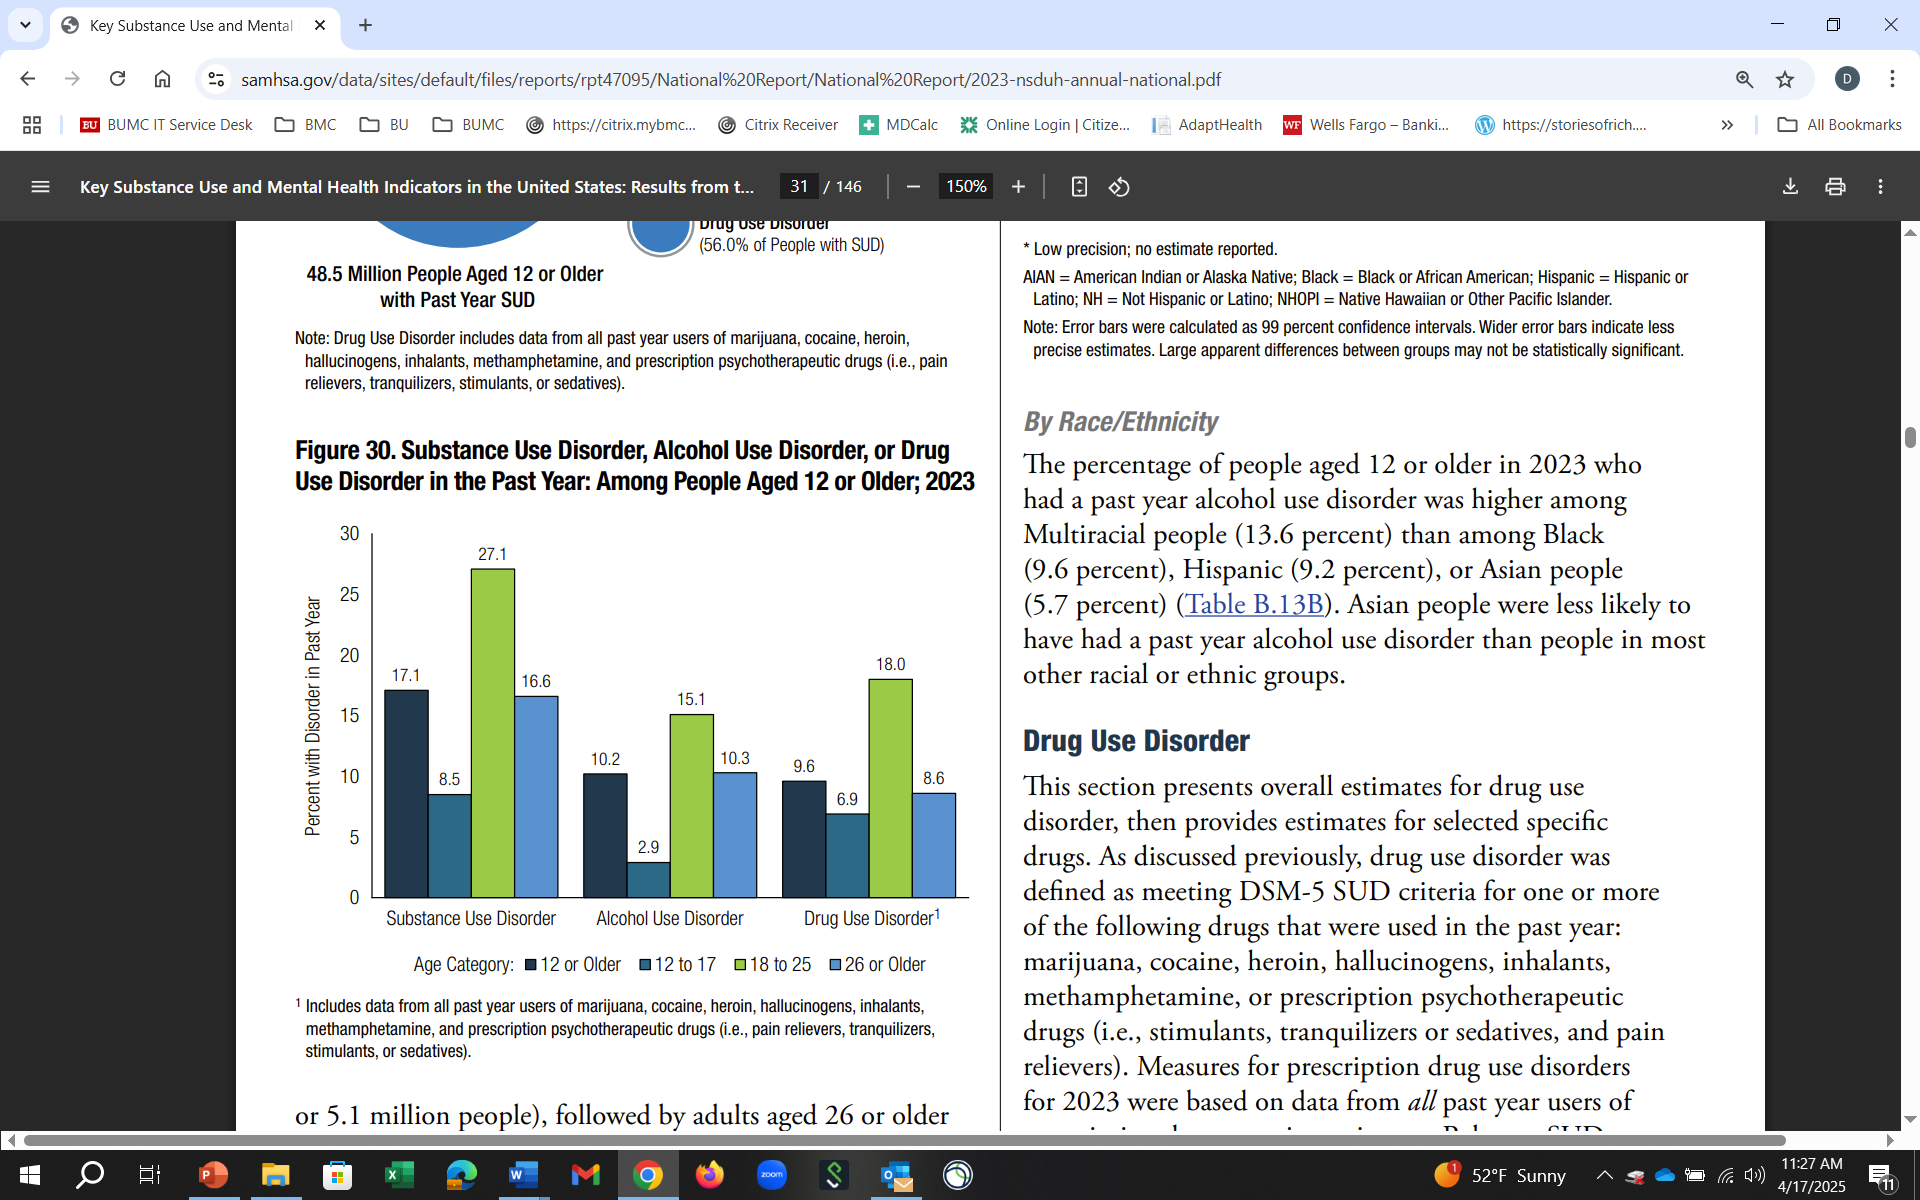 Key Substance Use and Mental
samhsa.gov/data/sites/default/files/reports/rpt47095/National%20Report/National%20Report/2023-nsduh-annual-national.pdf
D
BU BUMC IT Service Desk
BMC
BU
BUMC
https://citrix.mybmc...
Citrix Receiver
MDCalc
Online Login | Citize...
AdaptHealth
WF Wells Fargo – Banki...
https://storiesofrich....
All Bookmarks
Key Substance Use and Mental Health Indicators in the United States: Results from t...
31 / 146
150%
Drug Use Disorder
(56.0% of People with SUD)
48.5 Million People Aged 12 or Older
with Past Year SUD
Note: Drug Use Disorder includes data from all past year users of marijuana, cocaine, heroin,
hallucinogens, inhalants, methamphetamine, and prescription psychotherapeutic drugs (i.e., pain
relievers, tranquilizers, stimulants, or sedatives).
Figure 30. Substance Use Disorder, Alcohol Use Disorder, or Drug
Use Disorder in the Past Year: Among People Aged 12 or Older; 2023
Percent with Disorder in Past Year
30
25
20
15
10
5
0
17.1
8.5
27.1
16.6
10.2
2.9
15.1
10.3
9.6
6.9
18.0
8.6
Substance Use Disorder
Alcohol Use Disorder
Drug Use Disorder¹
Age Category: 12 or Older 12 to 17 18 to 25 26 or Older
¹ Includes data from all past year users of marijuana, cocaine, heroin, hallucinogens, inhalants,
methamphetamine, and prescription psychotherapeutic drugs (i.e., pain relievers, tranquilizers,
stimulants, or sedatives).
or 5.1 million people), followed by adults aged 26 or older
* Low precision; no estimate reported.
AIAN = American Indian or Alaska Native; Black = Black or African American; Hispanic = Hispanic or
Latino; NH = Not Hispanic or Latino; NHOPI = Native Hawaiian or Other Pacific Islander.
Note: Error bars were calculated as 99 percent confidence intervals. Wider error bars indicate less
precise estimates. Large apparent differences between groups may not be statistically significant.
By Race/Ethnicity
The percentage of people aged 12 or older in 2023 who
had a past year alcohol use disorder was higher among
Multiracial people (13.6 percent) than among Black
(9.6 percent), Hispanic (9.2 percent), or Asian people
(5.7 percent) (Table B.13B). Asian people were less likely to
have had a past year alcohol use disorder than people in most
other racial or ethnic groups.
Drug Use Disorder
This section presents overall estimates for drug use
disorder, then provides estimates for selected specific
drugs. As discussed previously, drug use disorder was
defined as meeting DSM-5 SUD criteria for one or more
of the following drugs that were used in the past year:
marijuana, cocaine, heroin, hallucinogens, inhalants,
methamphetamine, or prescription psychotherapeutic
drugs (i.e., stimulants, tranquilizers or sedatives, and pain
relievers). Measures for prescription drug use disorders
for 2023 were based on data from all past year users of
zoom
1
52°F Sunny
11:27 AM
4/17/2025
11